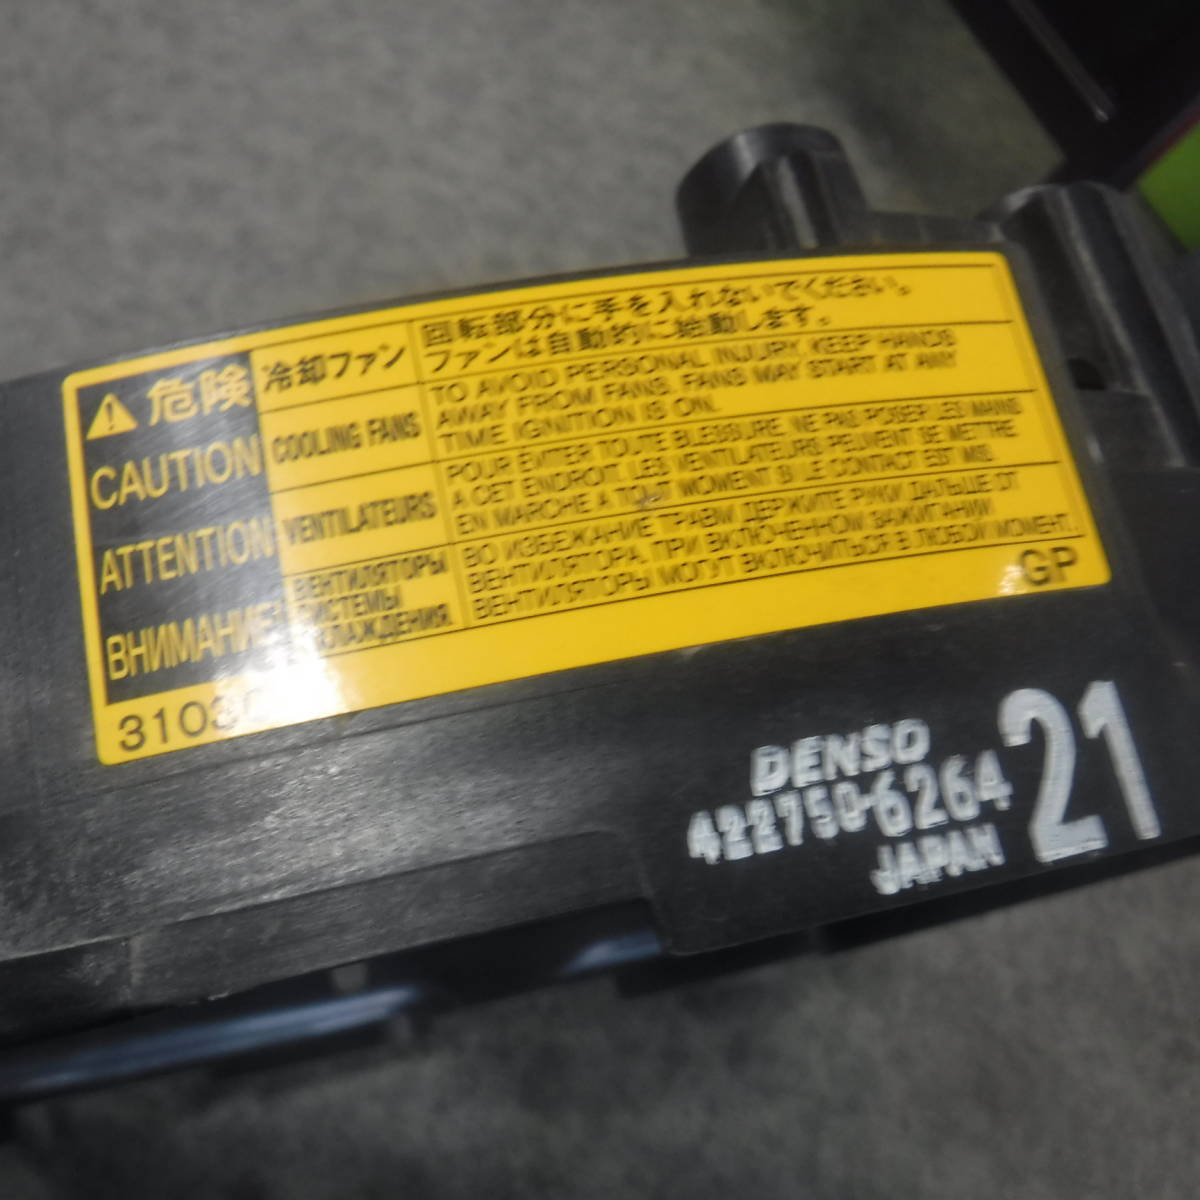 危険
CAUTION
ATTENTION
ВНИМАНИЕ
冷却ファン
回転部分に手を入れないでください。
ファンは自動的に始動します。
COOLING FANS
TO AVOID PERSONAL INJURY, KEEP HANDS
AWAY FROM FANS. FANS MAY START AT ANY
TIME IGNITION IS ON.
VENTILATEURS
POUR EVITER TOUTE BLESSURE, NE PAS POSER LES MAINS
A CET ENDROIT. LES VENTILATEURS PEUVENT SE METTRE
EN MARCHE A TOUT MOMENT SI LE CONTACT EST MIS.
ВЕНТИЛЯТОРЫ
СИСТЕМЫ
ОХЛАЖДЕНИЯ
ВО ИЗБЕЖАНИЕ ТРАВМ ДЕРЖИТЕ РУКИ ДАЛЬШЕ ОТ
ВЕНТИЛЯТОРА. ПРИ ВКЛЮЧЕННОМ ЗАЖИГАНИИ
ВЕНТИЛЯТОРЫ МОГУТ ВКЛЮЧИТЬСЯ В ЛЮБОЙ МОМЕНТ.
GP
DENSO
422750-6264
JAPAN
21